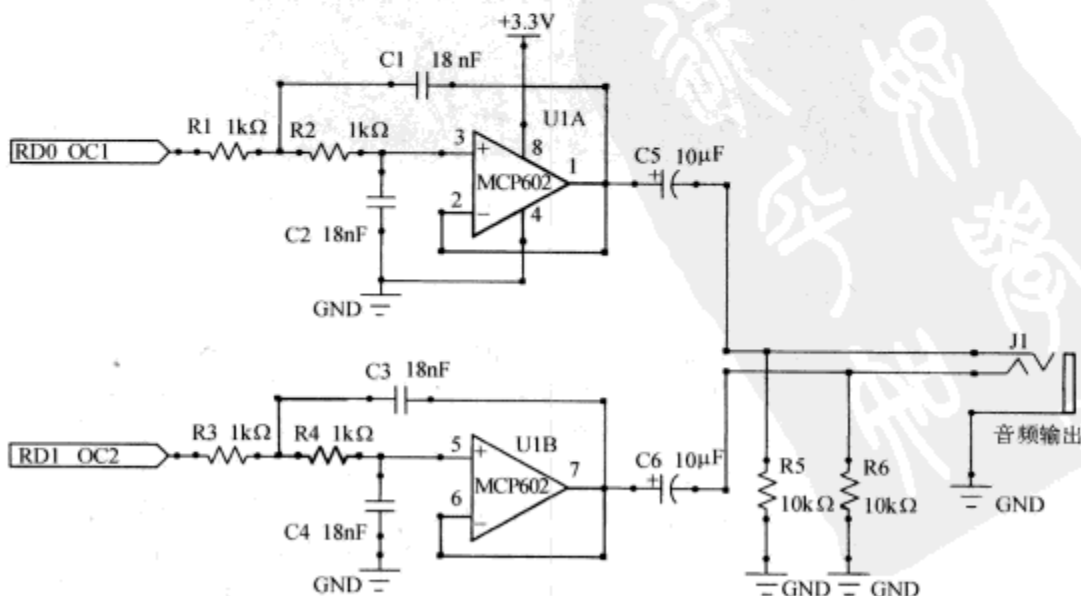 +3.3V
C1 18 nF
U1A
R1 1kΩ R2 1kΩ
RD0 OC1
3
+
8
MCP602
1
2
−
4
C5 10μF
+
C2 18nF
GND
J1
C3 18nF
音频输出
R3 1kΩ R4 1kΩ
RD1 OC2
5
+
U1B
MCP602
7
6
−
C6 10μF
+
R5
10kΩ
R6
10kΩ
GND
C4 18nF
GND
GND
GND